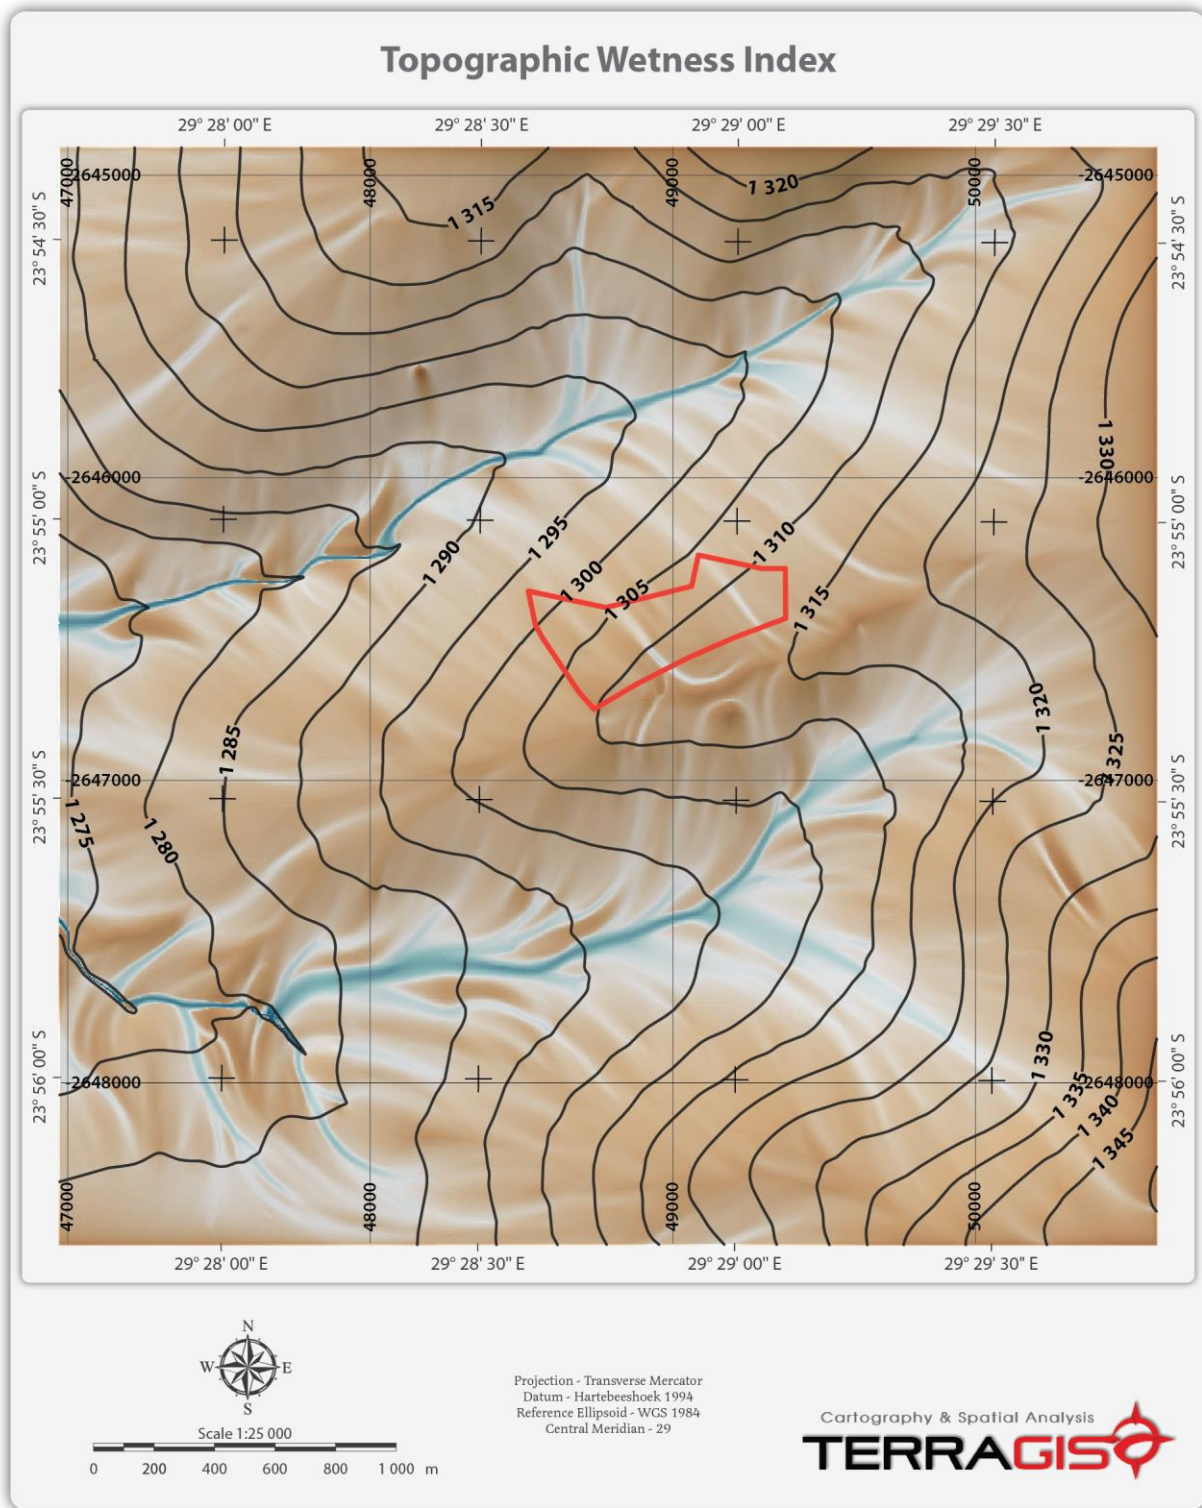 Topographic Wetness Index
29° 28' 00" E
29° 28' 30" E
29° 29' 00" E
29° 29' 30" E
47000
48000
49000
50000
-2645000
-2645000
23° 54' 30" S
23° 54' 30" S
1 315
1 320
1 330
-2646000
-2646000
23° 55' 00" S
23° 55' 00" S
1 290
1 295
1 300
1 305
1 310
1 315
1 320
1 325
1 285
-2647000
-2647000
23° 55' 30" S
23° 55' 30" S
1 275
1 280
1 330
1 335
1 340
1 345
-2648000
-2648000
23° 56' 00" S
23° 56' 00" S
47000
48000
49000
50000
29° 28' 00" E
29° 28' 30" E
29° 29' 00" E
29° 29' 30" E
N
W
E
S
Scale 1:25 000
0 200 400 600 800 1 000 m
Projection - Transverse Mercator
Datum - Hartebeeshoek 1994
Reference Ellipsoid - WGS 1984
Central Meridian - 29
Cartography & Spatial Analysis
TERRAGIS